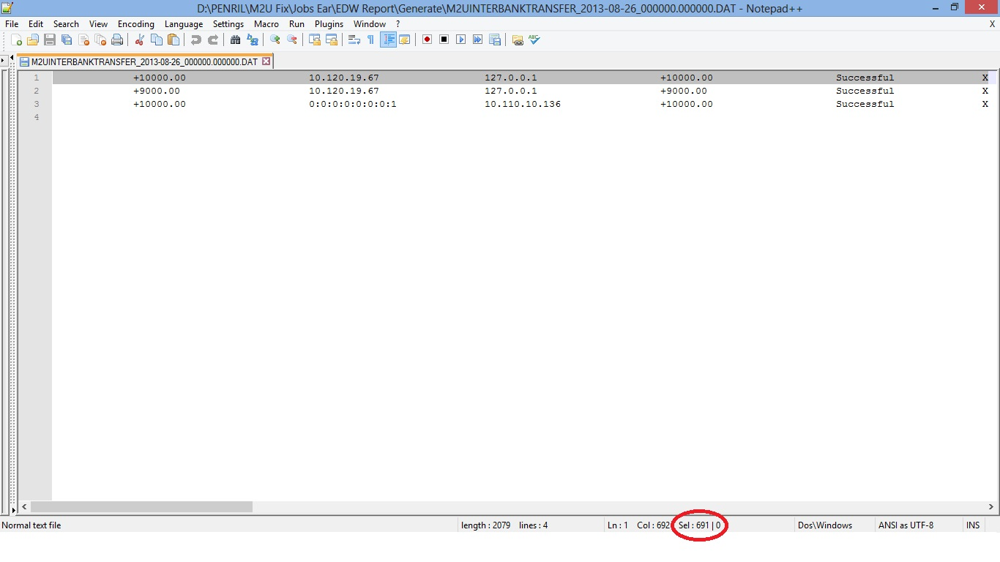 D:\PENRIL\M2U Fix\Jobs Ear\EDW Report\Generate\M2UINTERBANKTRANSFER_2013-08-26_000000.000000.DAT - Notepad++
File Edit Search View Encoding Language Settings Macro Run Plugins Window ? X
M2UINTERBANKTRANSFER_2013-08-26_000000.000000.DAT
1 +10000.00 10.120.19.67 127.0.0.1 +10000.00 Successful X
2 +9000.00 10.120.19.67 127.0.0.1 +9000.00 Successful X
3 +10000.00 0:0:0:0:0:0:0:1 10.110.10.136 +10000.00 Successful X
4
Normal text file length : 2079 lines : 4 Ln : 1 Col : 692 Sel : 691 | 0 Dos\Windows ANSI as UTF-8 INS